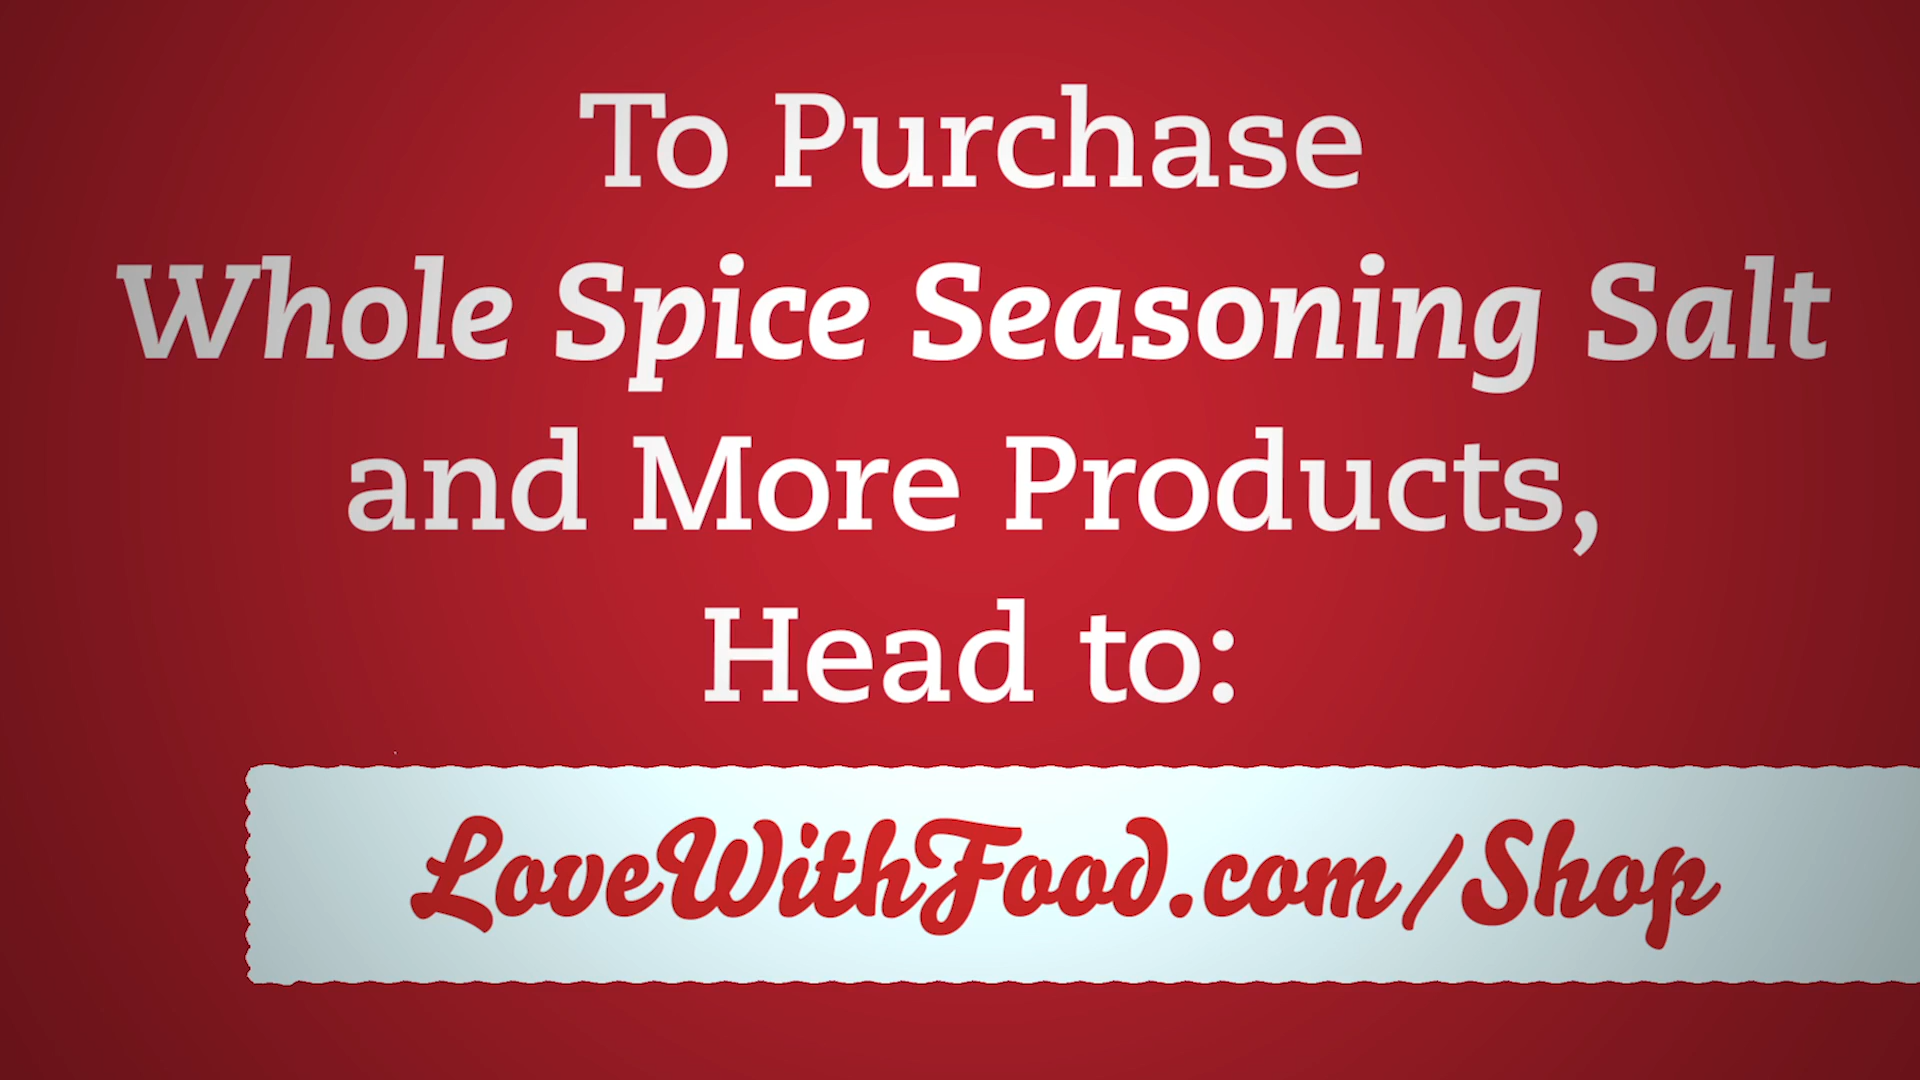 To Purchase
Whole Spice Seasoning Salt
and More Products,
Head to:
LoveWithFood.com/Shop